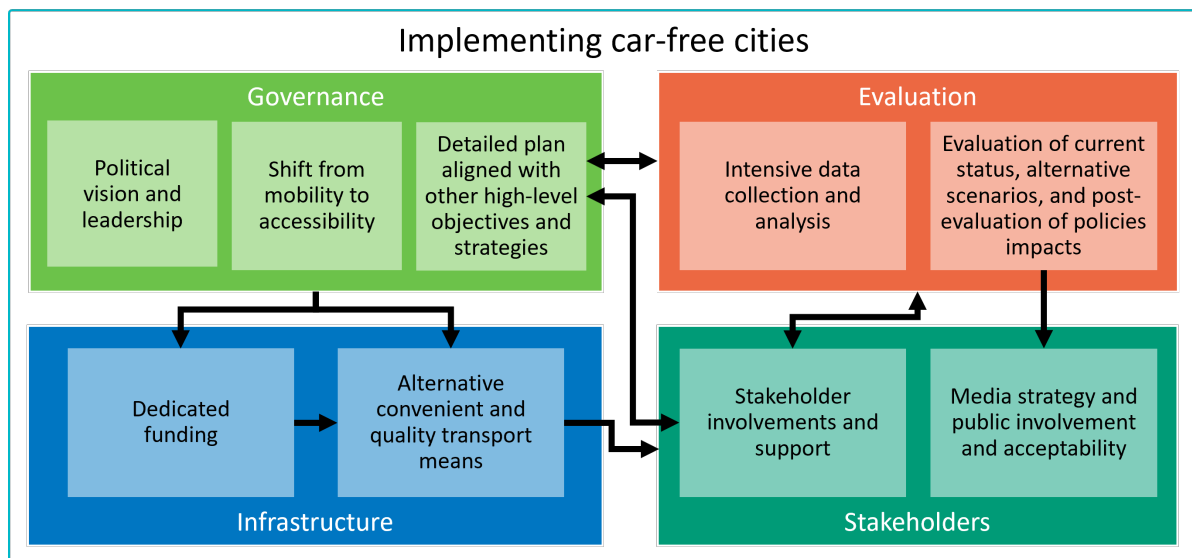 Implementing car-free cities
Governance
Political
vision and
leadership
Shift from
mobility to
accessibility
Detailed plan
aligned with
other high-level
objectives and
strategies
Evaluation
Intensive data
collection and
analysis
Evaluation of current
status, alternative
scenarios, and post-
evaluation of policies
impacts
Dedicated
funding
Alternative
convenient and
quality transport
means
Infrastructure
Stakeholder
involvements and
support
Media strategy and
public involvement
and acceptability
Stakeholders